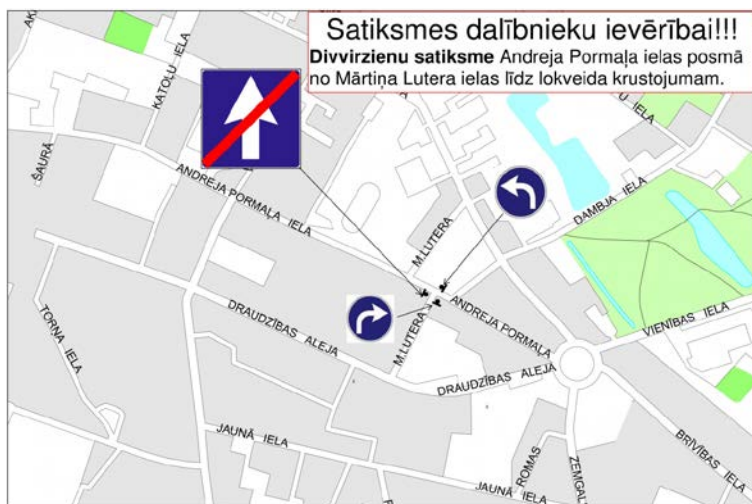 Satiksmes dalībnieku ievērībai!!!
Divvirzienu satiksme Andreja Pormaļa ielas posmā
no Mārtiņa Lutera ielas līdz lokveida krustojumam.
KATOĻU IELA
ŠAURĀ
ANDREJA PORMAĻA IELA
M.LUTERA
DAMBJA IELA
ANDREJA PORMAĻA
VIENĪBAS IELA
M.LUTERA
DRAUDZĪBAS ALEJA
TORŅA IELA
DRAUDZĪBAS ALEJA
JAUNĀ IELA
BRĪVĪBAS IELA
ROMAS
JAUNĀ IELA